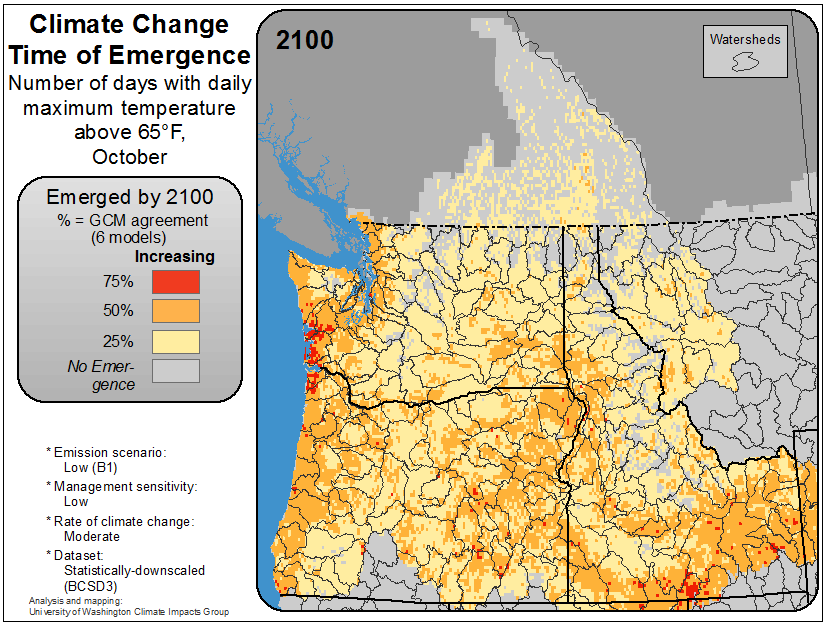 Climate Change
Time of Emergence
Number of days with daily
maximum temperature
above 65°F,
October
2100
Watersheds
Emerged by 2100
% = GCM agreement
(6 models)
Increasing
75%
50%
25%
No Emer-
gence
* Emission scenario:
Low (B1)
* Management sensitivity:
Low
* Rate of climate change:
Moderate
* Dataset:
Statistically-downscaled
(BCSD3)
Analysis and mapping:
University of Washington Climate Impacts Group